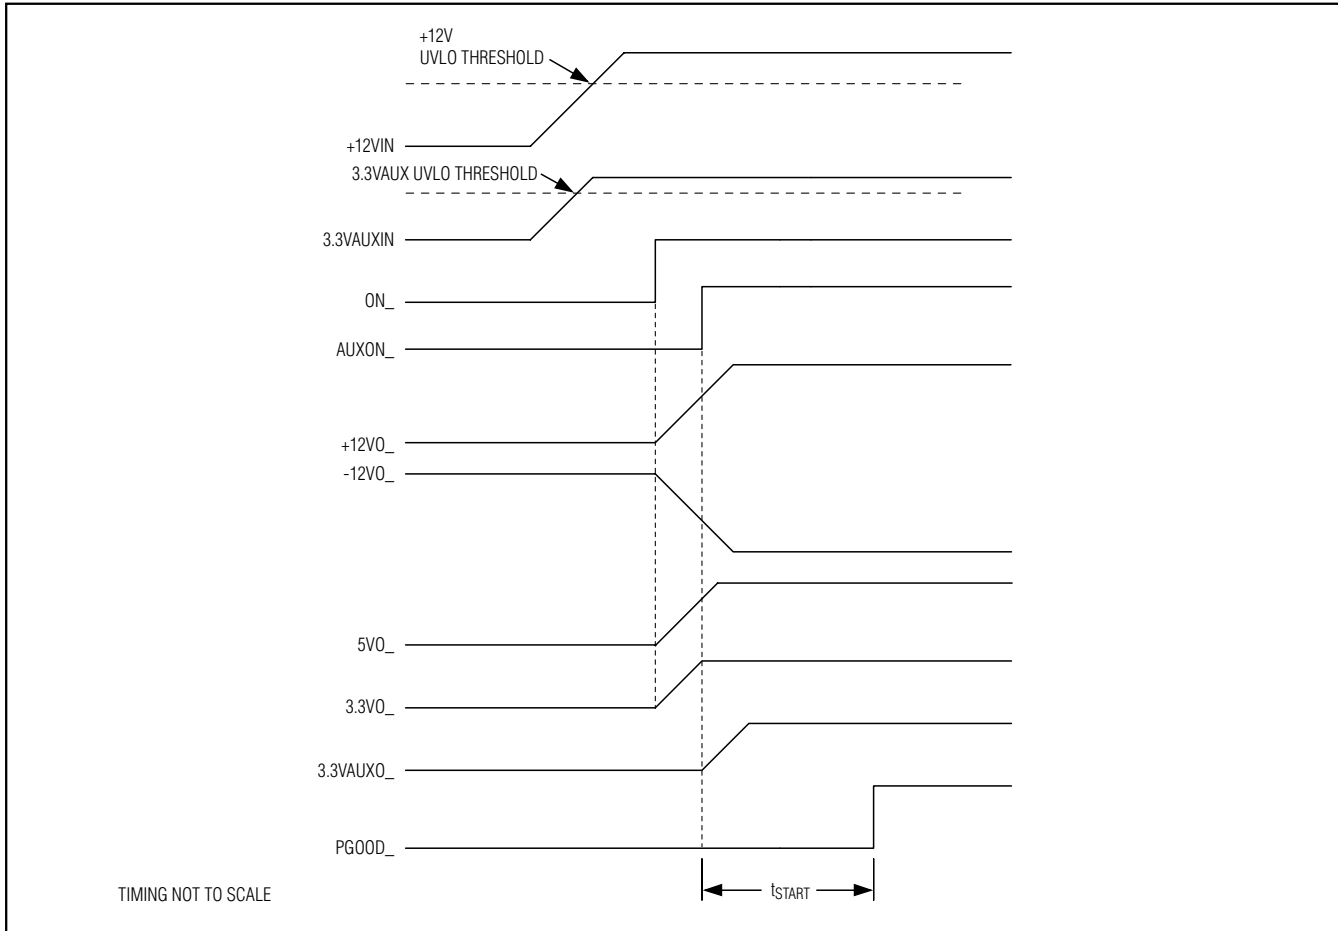 +12V
UVLO THRESHOLD
+12VIN
3.3VAUX UVLO THRESHOLD
3.3VAUXIN
ON_
AUXON_
+12VO_
-12VO_
5VO_
3.3VO_
3.3VAUXO_
PGOOD_
tSTART
TIMING NOT TO SCALE